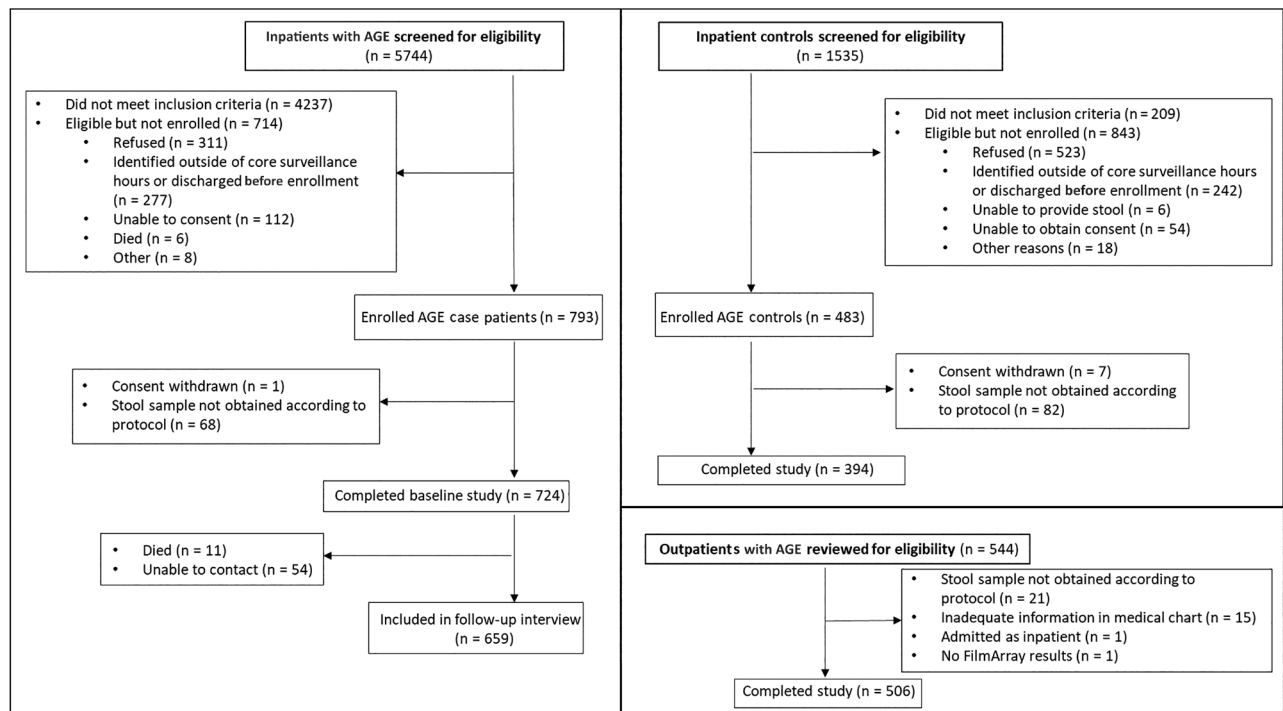 Inpatients with AGE screened for eligibility
(n = 5744)
• Did not meet inclusion criteria (n = 4237)
• Eligible but not enrolled (n = 714)
• Refused (n = 311)
• Identified outside of core surveillance
hours or discharged before enrollment
(n = 277)
• Unable to consent (n = 112)
• Died (n = 6)
• Other (n = 8)
Enrolled AGE case patients (n = 793)
• Consent withdrawn (n = 1)
• Stool sample not obtained according to
protocol (n = 68)
Completed baseline study (n = 724)
• Died (n = 11)
• Unable to contact (n = 54)
Included in follow-up interview
(n = 659)
Inpatient controls screened for eligibility
(n = 1535)
• Did not meet inclusion criteria (n = 209)
• Eligible but not enrolled (n = 843)
• Refused (n = 523)
• Identified outside of core surveillance hours
or discharged before enrollment (n = 242)
• Unable to provide stool (n = 6)
• Unable to obtain consent (n = 54)
• Other reasons (n = 18)
Enrolled AGE controls (n = 483)
• Consent withdrawn (n = 7)
• Stool sample not obtained according
to protocol (n = 82)
Completed study (n = 394)
Outpatients with AGE reviewed for eligibility (n = 544)
• Stool sample not obtained according to
protocol (n = 21)
• Inadequate information in medical chart (n = 15)
• Admitted as inpatient (n = 1)
• No FilmArray results (n = 1)
Completed study (n = 506)